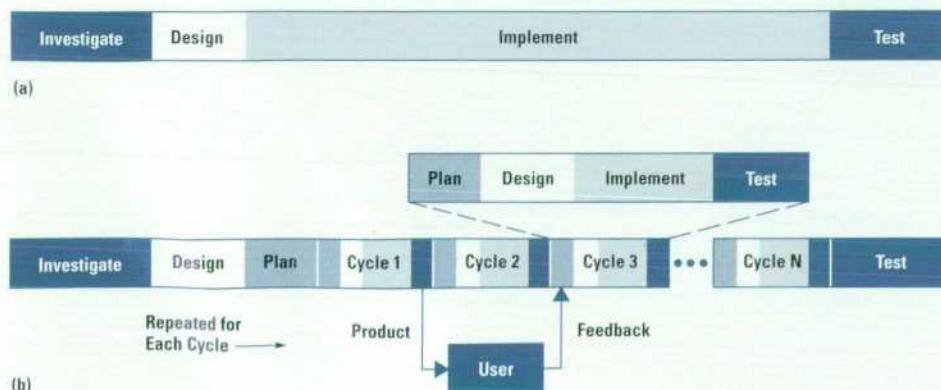 Investigate Design Implement Test
(a)
Plan Design Implement Test
Investigate Design Plan Cycle 1 Cycle 2 Cycle 3 Cycle N Test
Repeated for
Each Cycle
Product
Feedback
User
(b)